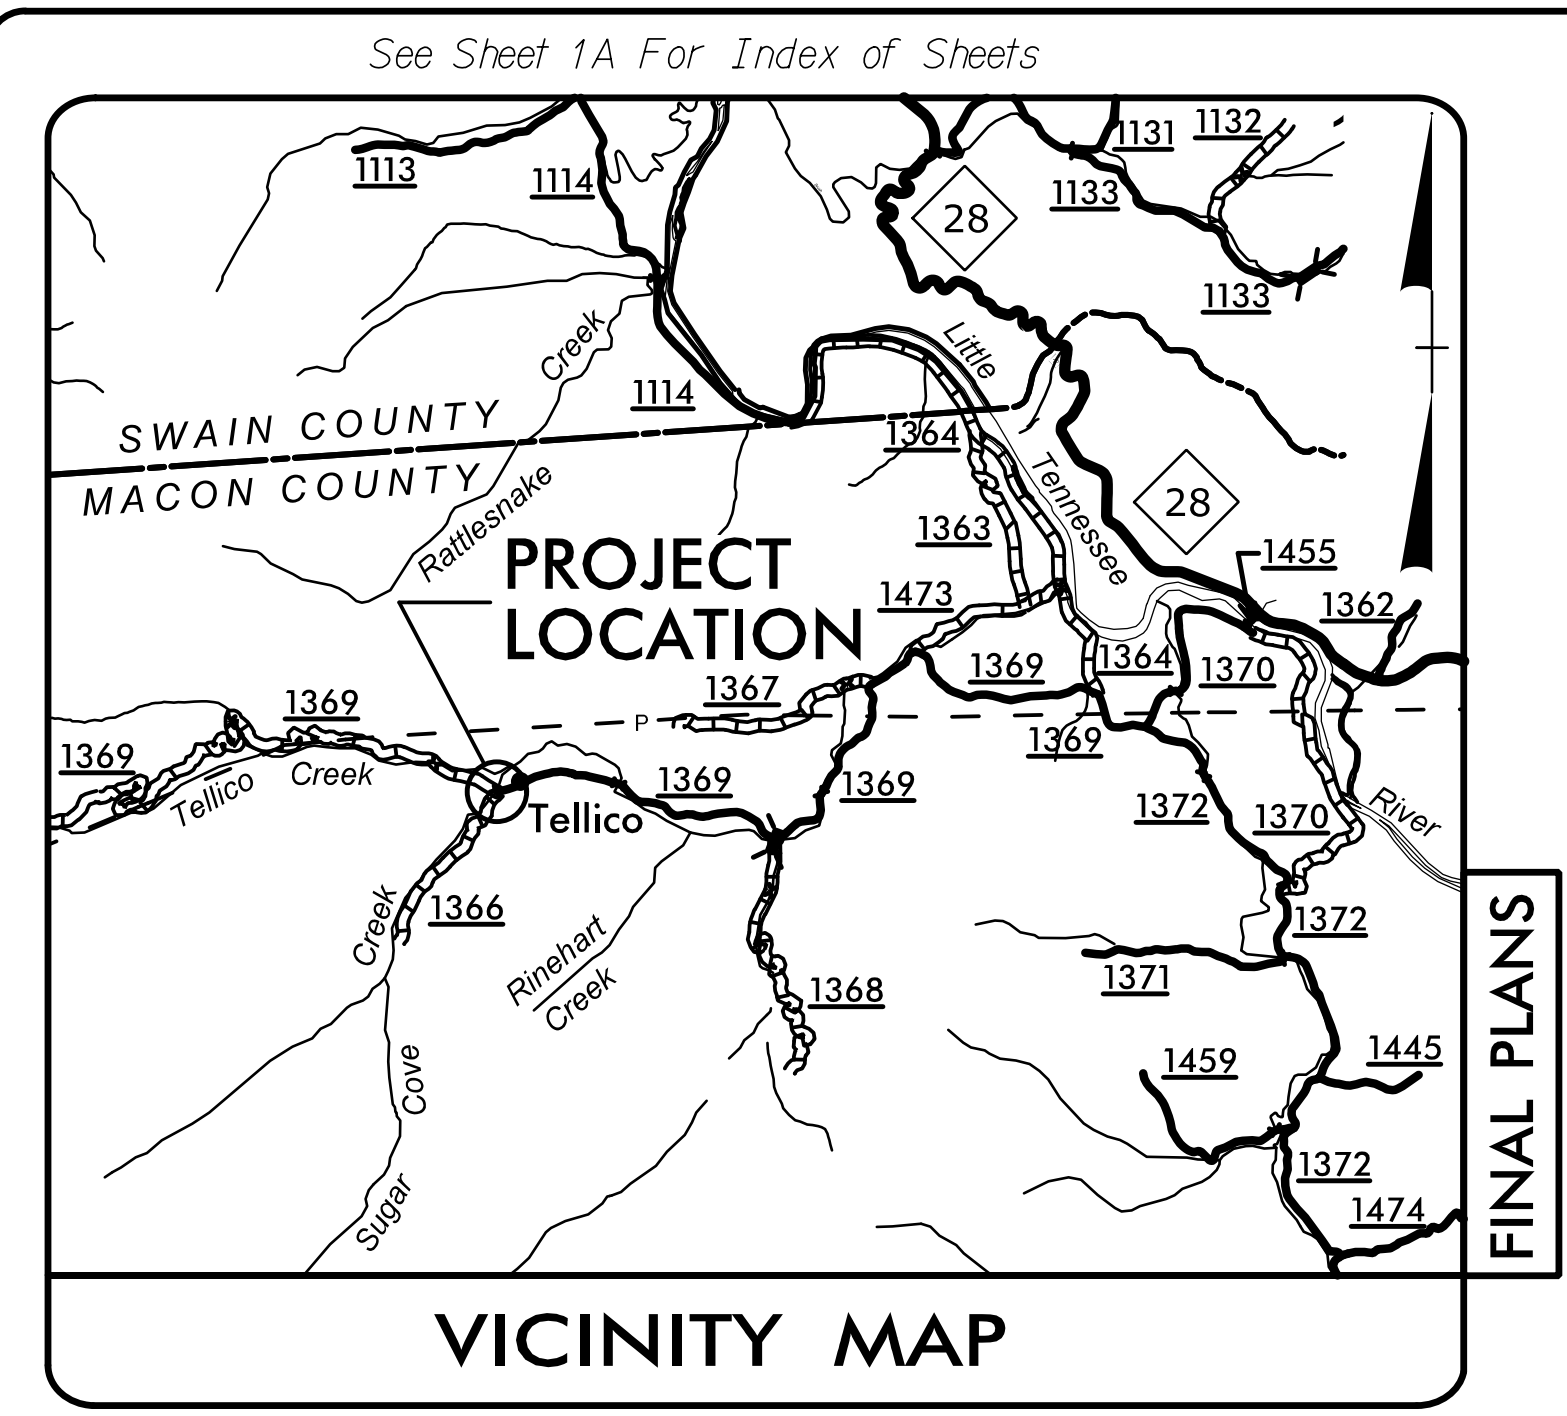 See Sheet 1A For Index of Sheets
1113
1114
1131
1132
1133
28
1133
Creek
Little
1114
SWAIN COUNTY
MACON COUNTY
1364
Rattlesnake
Tennessee
28
1363
PROJECT
LOCATION
1455
1473
1362
1369
1364
1370
1367
P
1369
1369
1369
Creek
Tellico
Tellico
1369
1369
1372
1370
River
1366
Creek
1372
Rinehart
Creek
1368
1371
1445
1459
Cove
Sugar
1372
1474
FINAL PLANS
VICINITY MAP